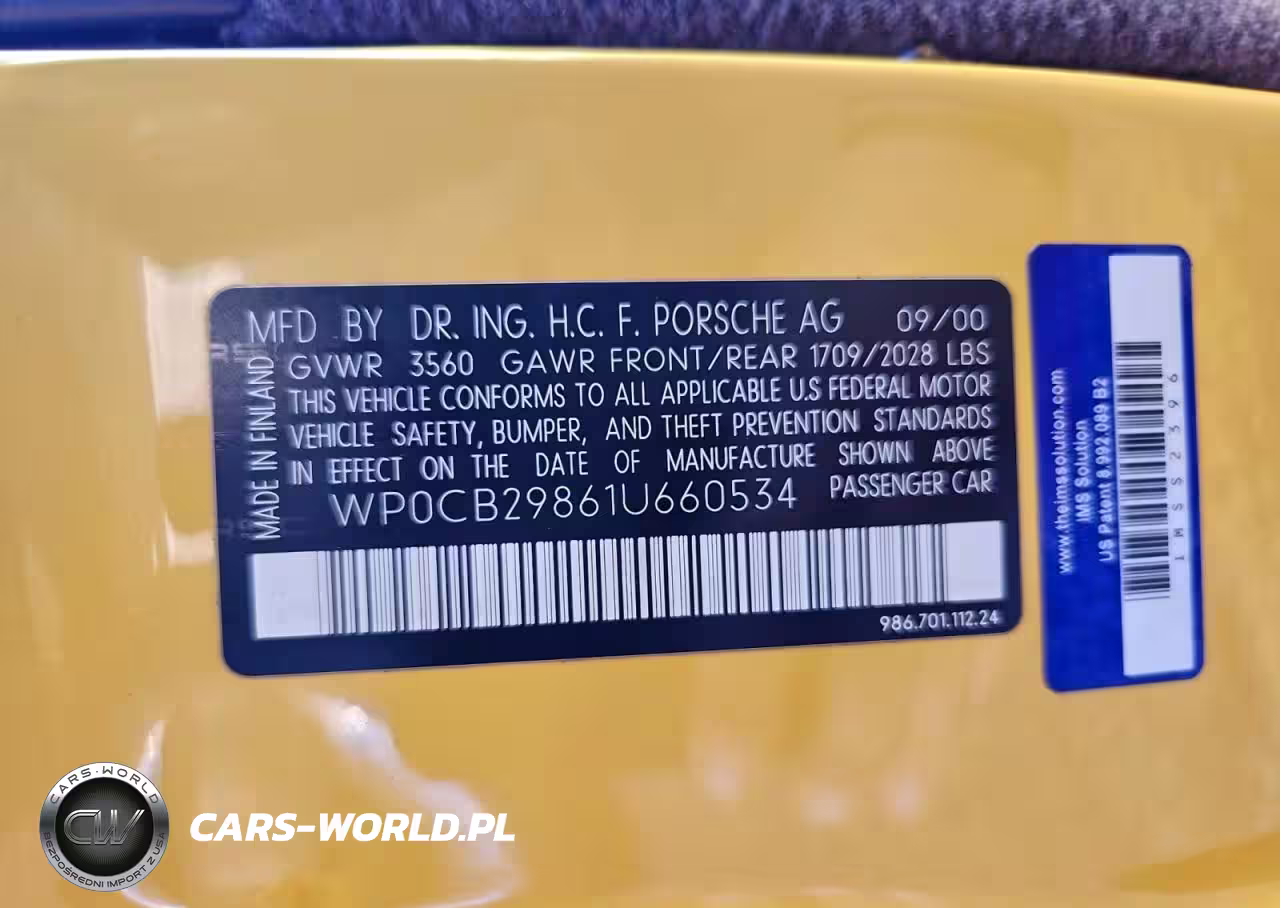 MFD BY DR. ING. H.C. F. PORSCHE AG 09/00
GVWR 3560 GAWR FRONT/REAR 1709/2028 LBS
THIS VEHICLE CONFORMS TO ALL APPLICABLE U.S FEDERAL MOTOR
VEHICLE SAFETY, BUMPER, AND THEFT PREVENTION STANDARDS
IN EFFECT ON THE DATE OF MANUFACTURE SHOWN ABOVE
WP0CB29861U660534 PASSENGER CAR
MADE IN FINLAND
986.701.112.24
www.theimssolution.com
IMS Solution
US Patent 8,992,089 B2
IMSS2396
CARS-WORLD
CW
BEZPOŚREDNI IMPORT Z USA
CARS-WORLD.PL